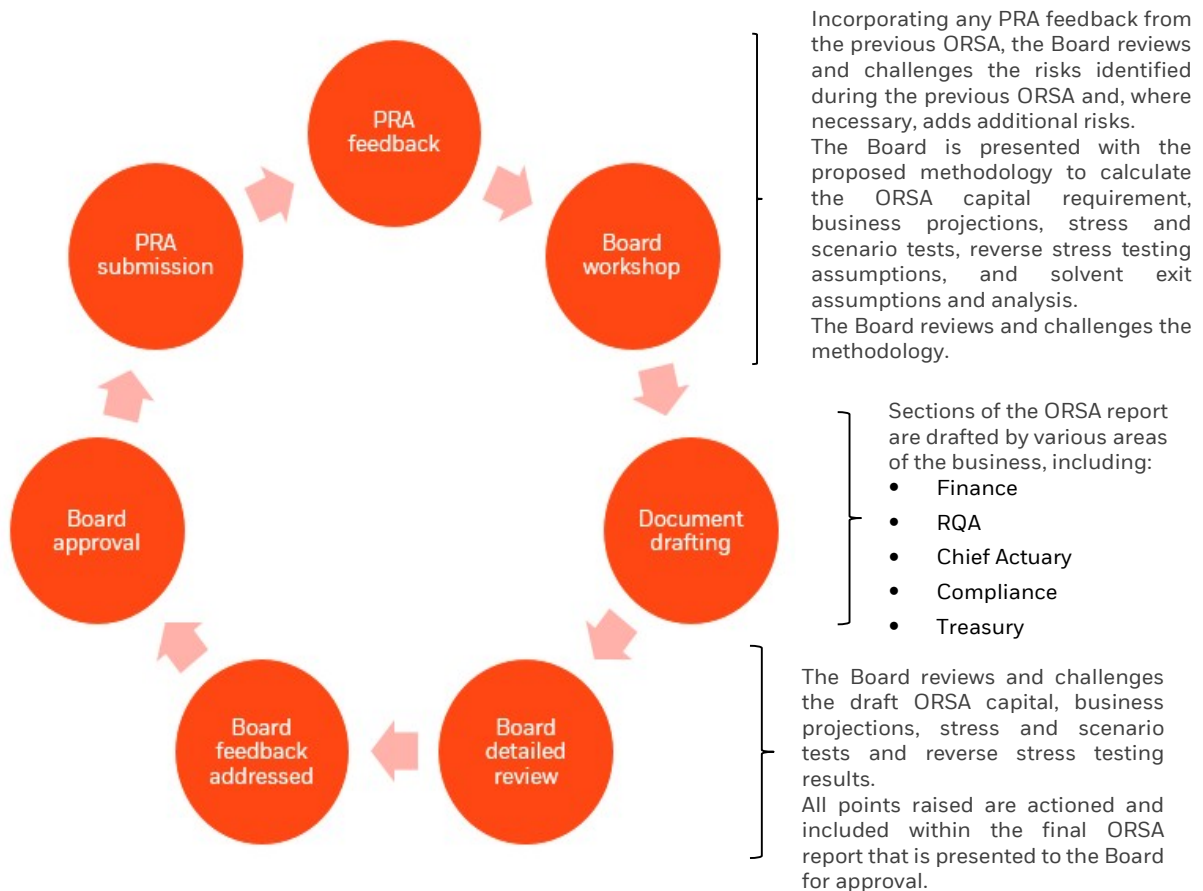 PRA
feedback
Board
workshop
Document
drafting
Board
detailed
review
Board
feedback
addressed
Board
approval
PRA
submission
Incorporating any PRA feedback from
the previous ORSA, the Board reviews
and challenges the risks identified
during the previous ORSA and, where
necessary, adds additional risks.
The Board is presented with the
proposed methodology to calculate
the ORSA capital requirement,
business projections, stress and
scenario tests, reverse stress testing
assumptions, and solvent exit
assumptions and analysis.
The Board reviews and challenges the
methodology.
Sections of the ORSA report
are drafted by various areas
of the business, including:
• Finance
• RQA
• Chief Actuary
• Compliance
• Treasury
The Board reviews and challenges
the draft ORSA capital, business
projections, stress and scenario
tests and reverse stress testing
results.
All points raised are actioned and
included within the final ORSA
report that is presented to the Board
for approval.